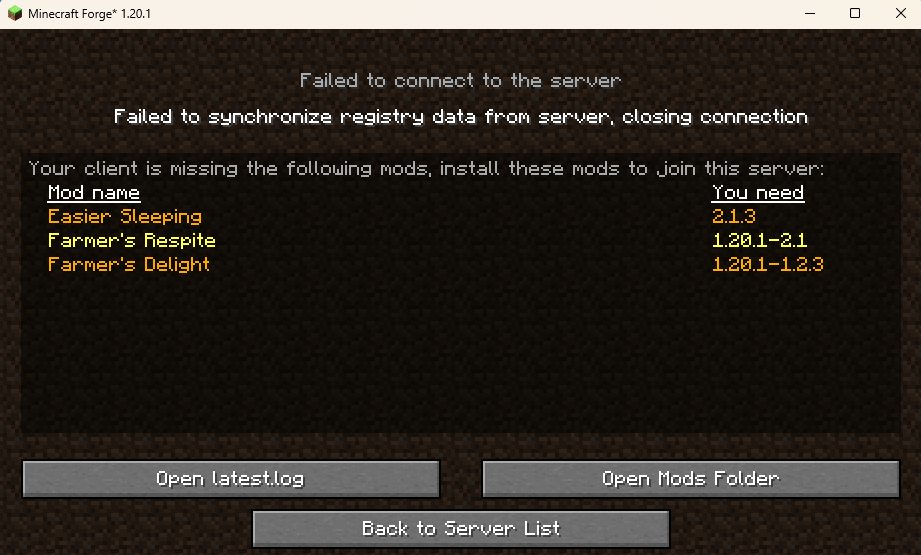 Minecraft Forge* 1.20.1
Failed to connect to the server
Failed to synchronize registry data from server, closing connection
Your client is missing the following mods, install these mods to join this server:
Mod name You need
Easier Sleeping 2.1.3
Farmer's Respite 1.20.1-2.1
Farmer's Delight 1.20.1-1.2.3
Open latest.log Open Mods Folder
Back to Server List